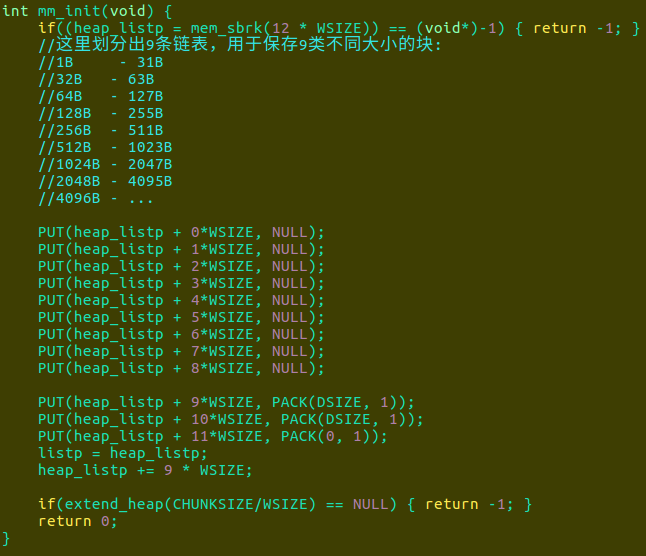 int mm_init(void) {
    if((heap_listp = mem_sbrk(12 * WSIZE)) == (void*)-1) { return -1; }
    //这里划分出9条链表，用于保存9类不同大小的块:
    //1B     - 31B
    //32B   - 63B
    //64B   - 127B
    //128B  - 255B
    //256B  - 511B
    //512B  - 1023B
    //1024B - 2047B
    //2048B - 4095B
    //4096B - ...

    PUT(heap_listp + 0*WSIZE, NULL);
    PUT(heap_listp + 1*WSIZE, NULL);
    PUT(heap_listp + 2*WSIZE, NULL);
    PUT(heap_listp + 3*WSIZE, NULL);
    PUT(heap_listp + 4*WSIZE, NULL);
    PUT(heap_listp + 5*WSIZE, NULL);
    PUT(heap_listp + 6*WSIZE, NULL);
    PUT(heap_listp + 7*WSIZE, NULL);
    PUT(heap_listp + 8*WSIZE, NULL);

    PUT(heap_listp + 9*WSIZE, PACK(DSIZE, 1));
    PUT(heap_listp + 10*WSIZE, PACK(DSIZE, 1));
    PUT(heap_listp + 11*WSIZE, PACK(0, 1));
    listp = heap_listp;
    heap_listp += 9 * WSIZE;

    if(extend_heap(CHUNKSIZE/WSIZE) == NULL) { return -1; }
    return 0;
}